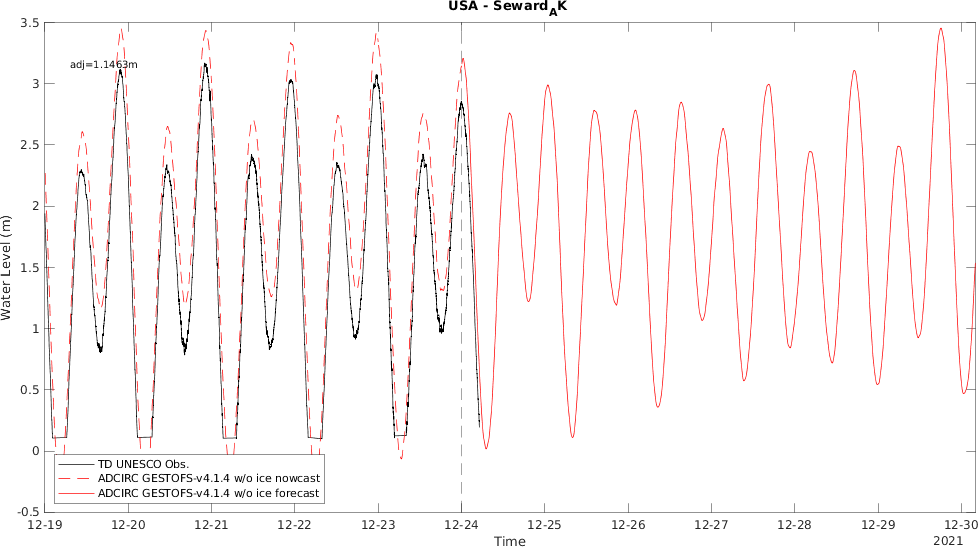 USA - Seward_AK
adj=1.1463m
3.5
3
2.5
2
1.5
1
0.5
0
-0.5
Water Level (m)
TD UNESCO Obs.
ADCIRC GESTOFS-v4.1.4 w/o ice nowcast
ADCIRC GESTOFS-v4.1.4 w/o ice forecast
12-19 12-20 12-21 12-22 12-23 12-24 12-25 12-26 12-27 12-28 12-29 12-30
Time
2021